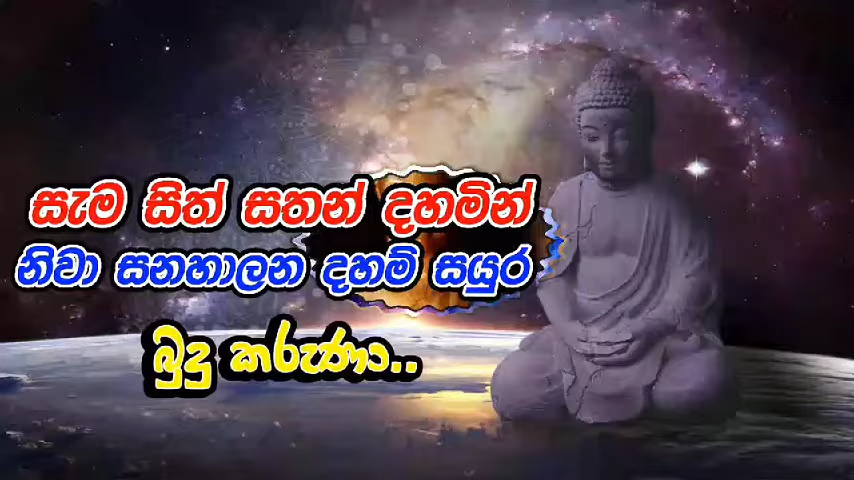 සැම සිත් සතන් දහමින්
නිවා සනහාලන දහම් සයුර
බුදු කරුණා..